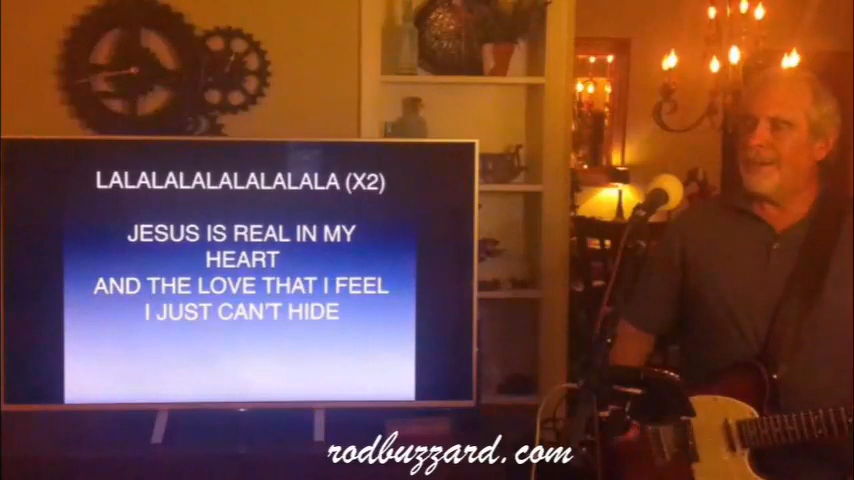 LALALALALALALALALA (X2)
JESUS IS REAL IN MY
HEART
AND THE LOVE THAT I FEEL
I JUST CAN'T HIDE
rodbuzzard.com